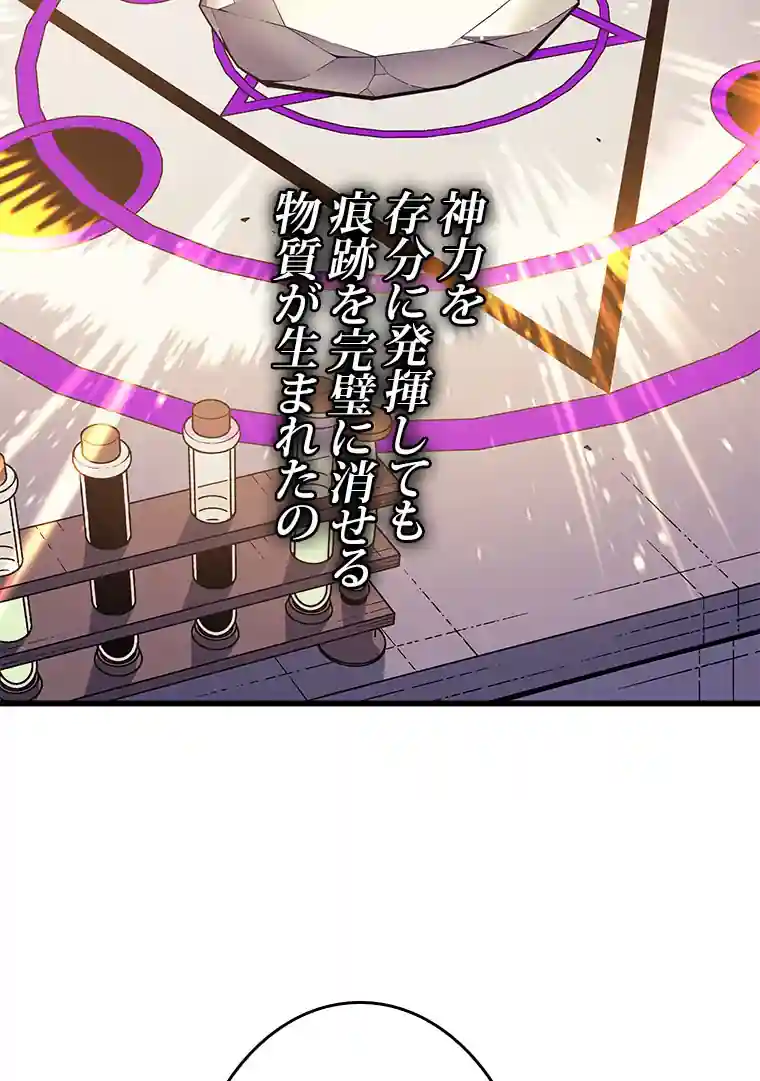 神力を
存分に発揮しても
痕跡を完璧に消せる
物質が生まれたの